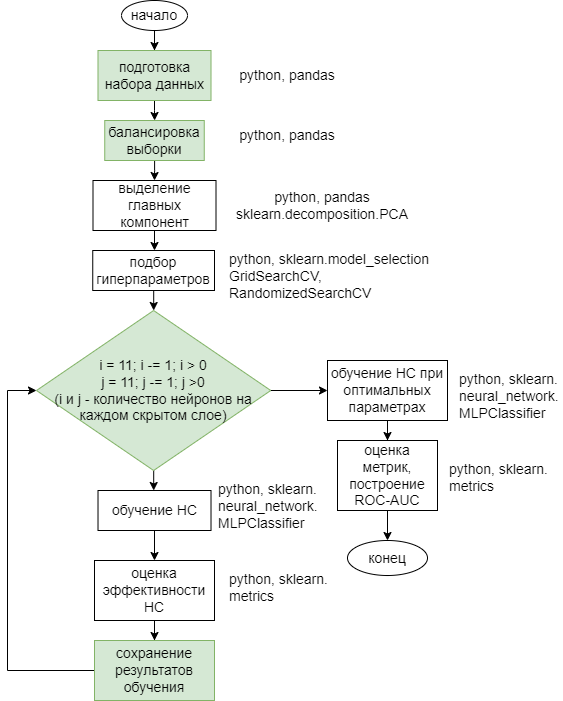 начало
подготовка
набора данных
python, pandas
балансировка
выборки
python, pandas
выделение
главных
компонент
python, pandas
sklearn.decomposition.PCA
подбор
гиперпараметров
python, sklearn.model_selection
GridSearchCV,
RandomizedSearchCV
i = 11; i -= 1; i > 0
j = 11; j -= 1; j >0
(i и j - количество нейронов на
каждом скрытом слое)
обучение НС при
оптимальных
параметрах
python, sklearn.
neural_network.
MLPClassifier
оценка
метрик,
построение
ROC-AUC
python, sklearn.
metrics
конец
обучение НС
python, sklearn.
neural_network.
MLPClassifier
оценка
эффективности
НС
python, sklearn.
metrics
сохранение
результатов
обучения